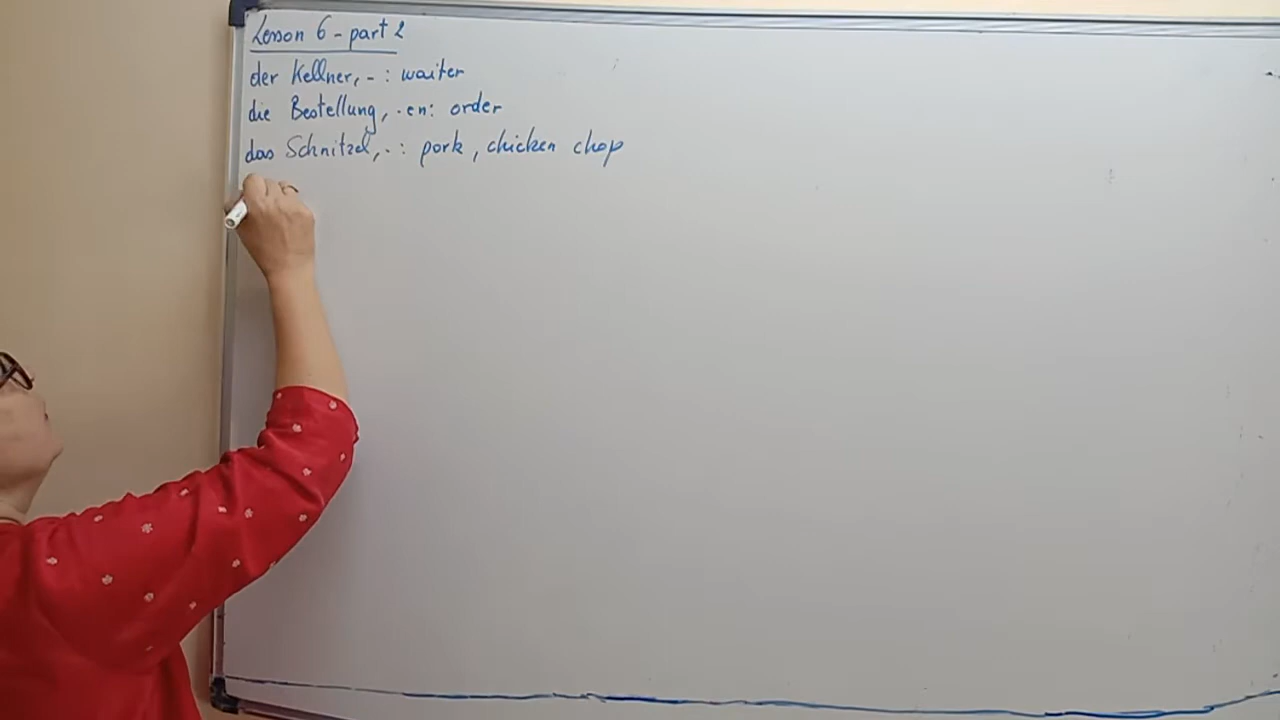 Lesson 6 - part 2
der Kellner, - : waiter
die Bestellung, -en: order
das Schnitzel, - : pork, chicken chop